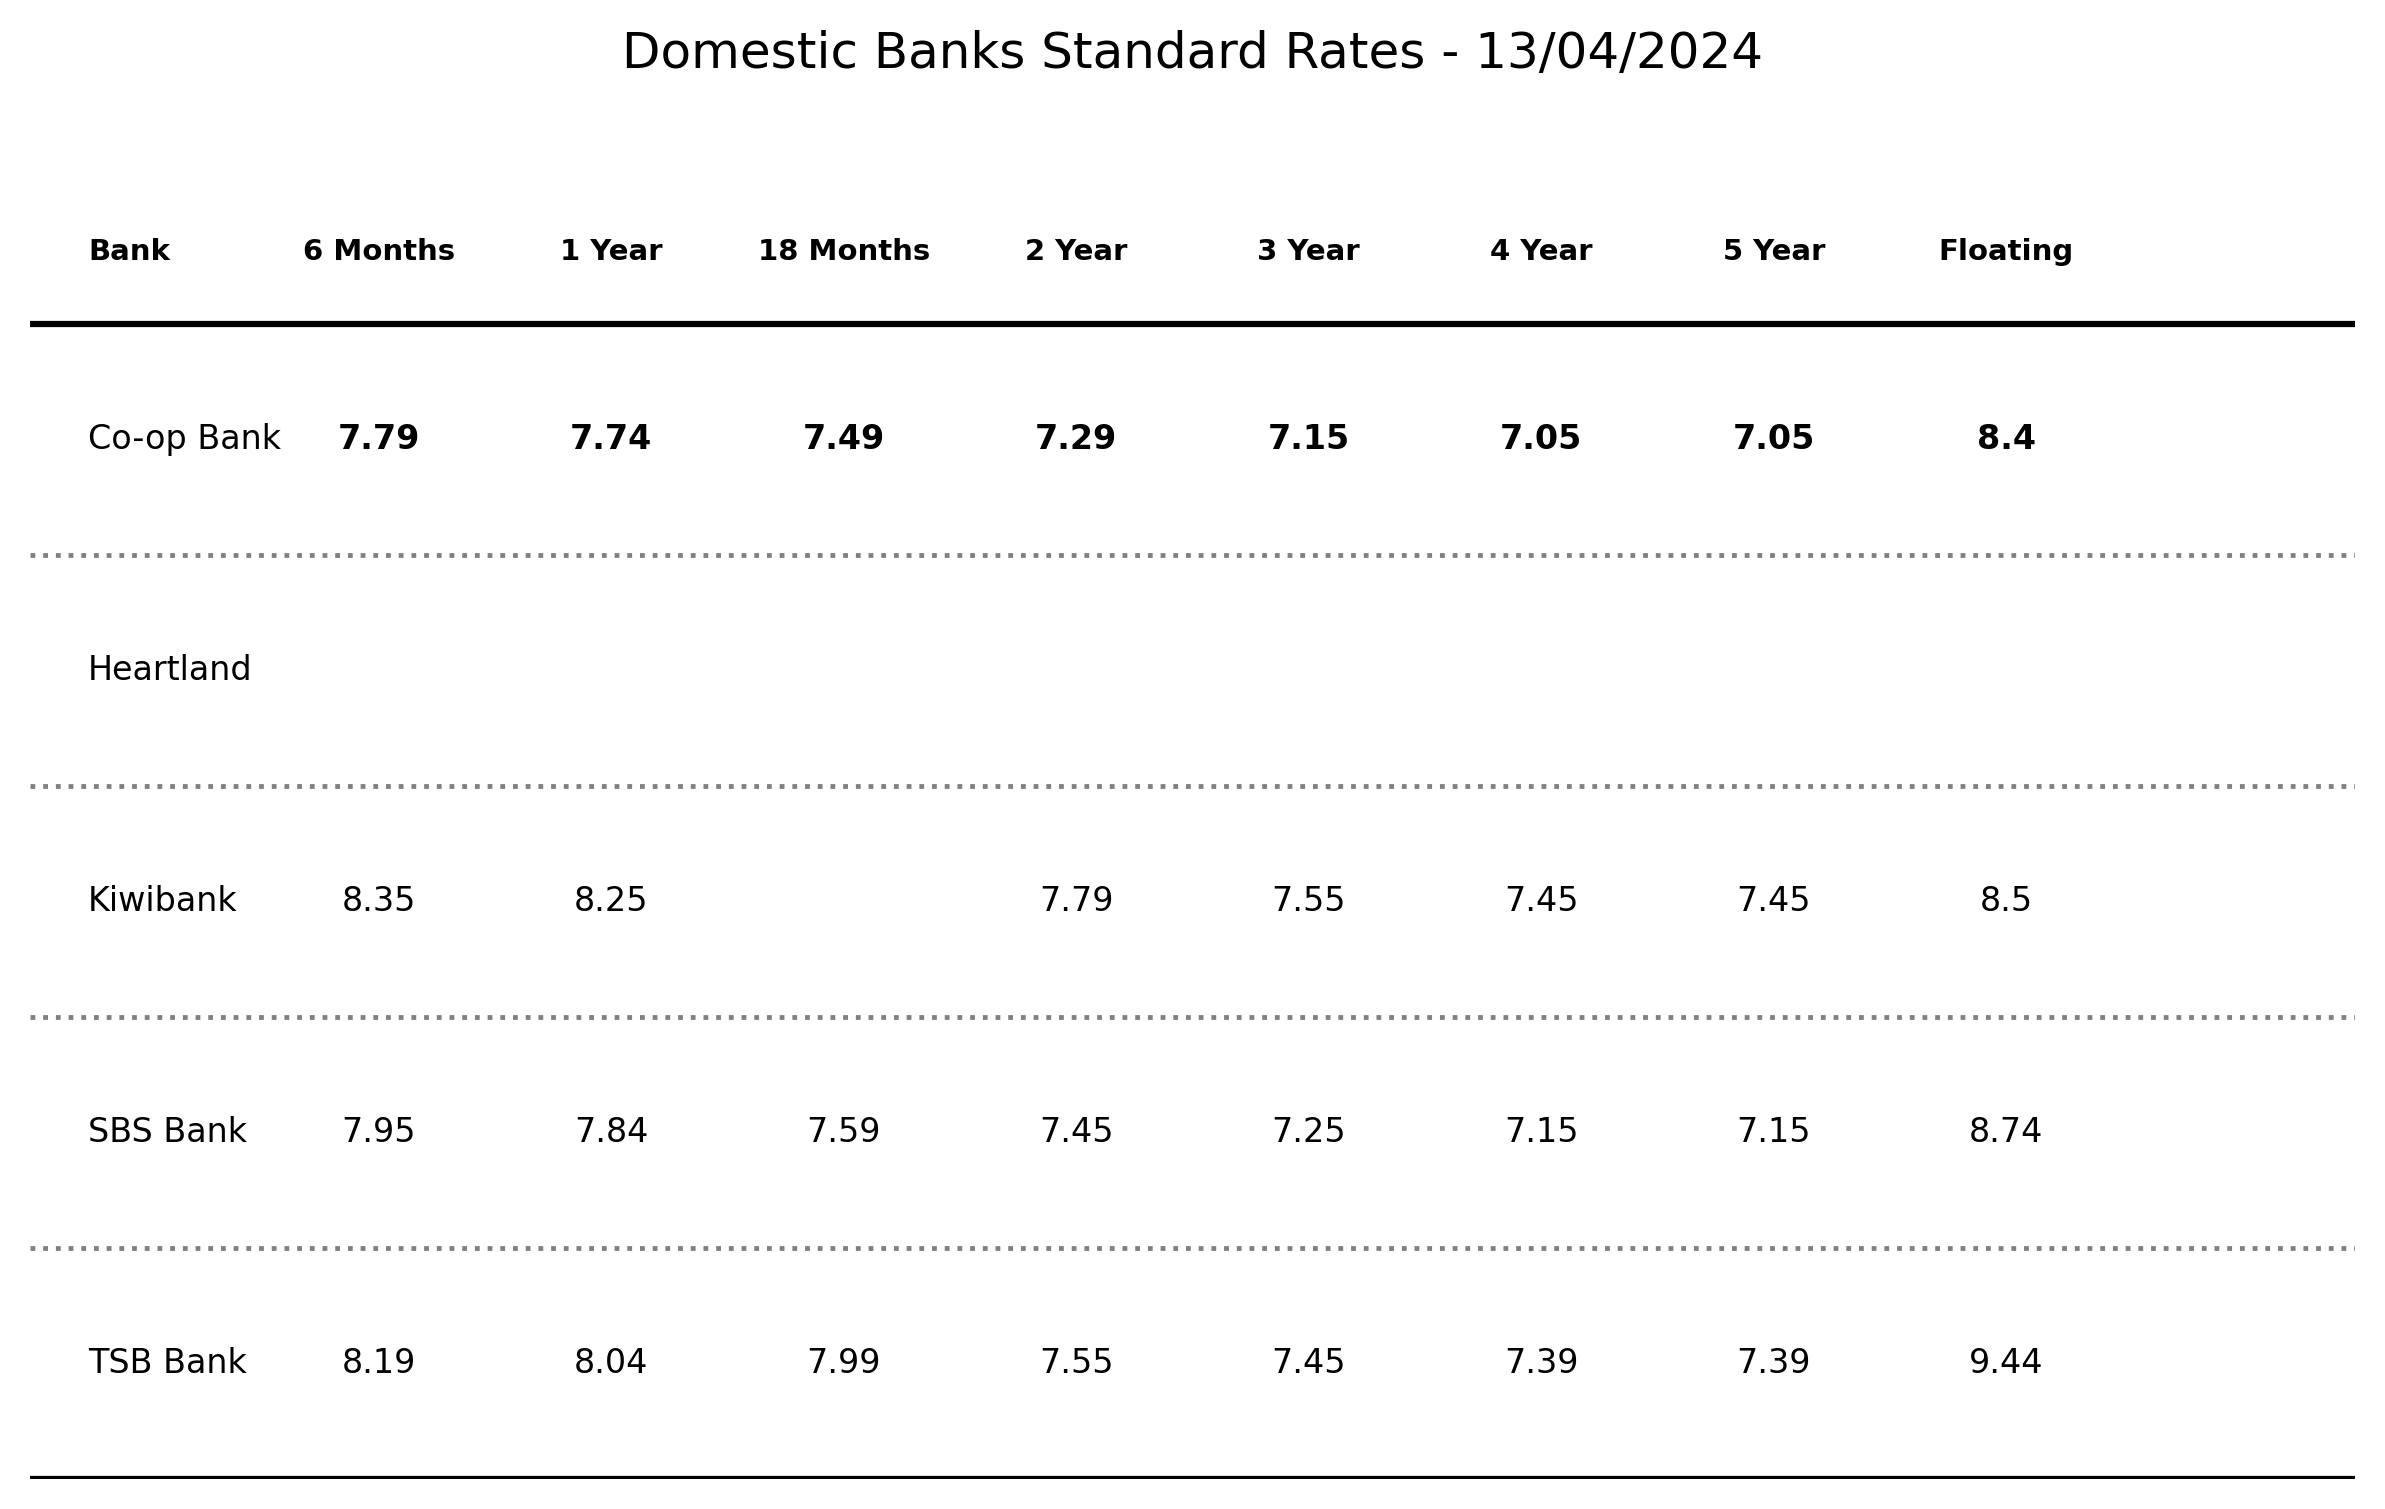 Domestic Banks Standard Rates - 13/04/2024
Bank 6 Months 1 Year 18 Months 2 Year 3 Year 4 Year 5 Year Floating
Co-op Bank 7.79 7.74 7.49 7.29 7.15 7.05 7.05 8.4
Heartland
Kiwibank 8.35 8.25 7.79 7.55 7.45 7.45 8.5
SBS Bank 7.95 7.84 7.59 7.45 7.25 7.15 7.15 8.74
TSB Bank 8.19 8.04 7.99 7.55 7.45 7.39 7.39 9.44